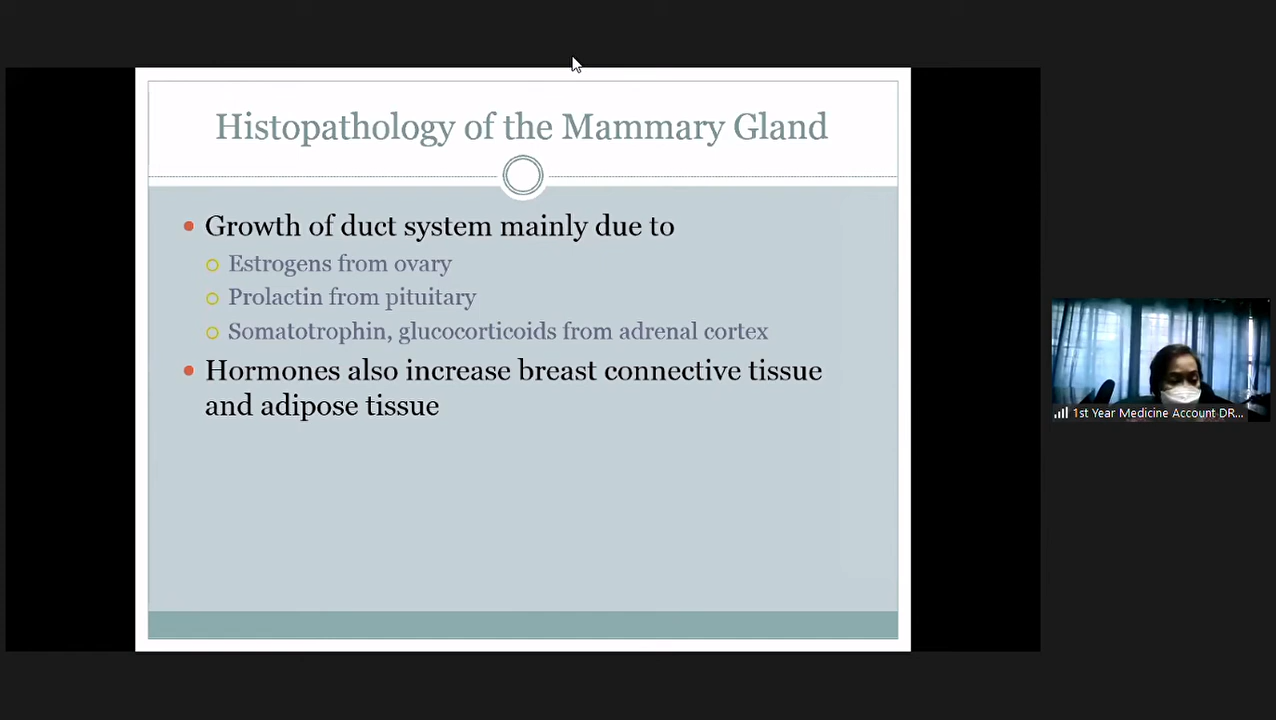 Histopathology of the Mammary Gland
Growth of duct system mainly due to
Estrogens from ovary
Prolactin from pituitary
Somatotrophin, glucocorticoids from adrenal cortex
Hormones also increase breast connective tissue
and adipose tissue
1st Year Medicine Account DR...